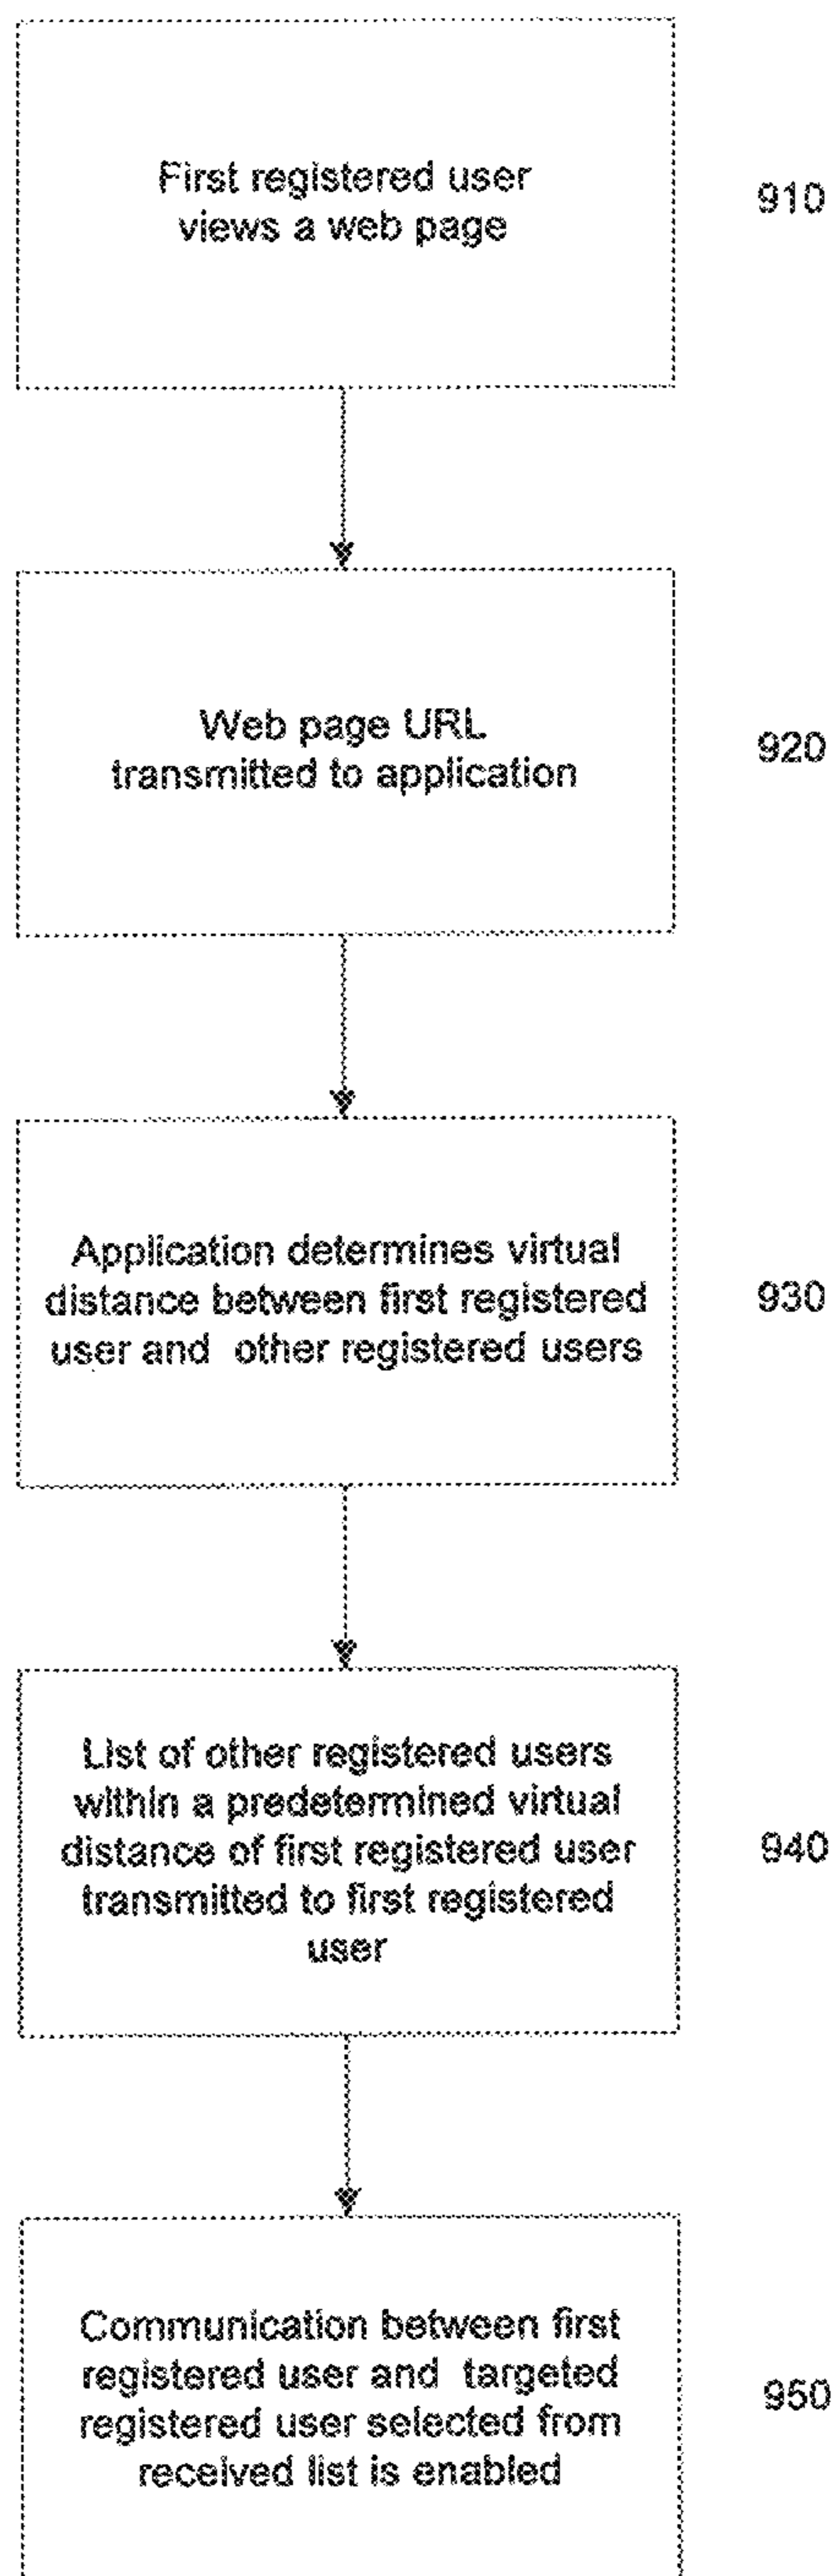 First registered user
views a web page
910
Web page URL
transmitted to application
920
Application determines virtual
distance between first registered
user and other registered users
930
List of other registered users
within a predetermined virtual
distance of first registered user
transmitted to first registered
user
940
Communication between first
registered user and targeted
registered user selected from
received list is enabled
950